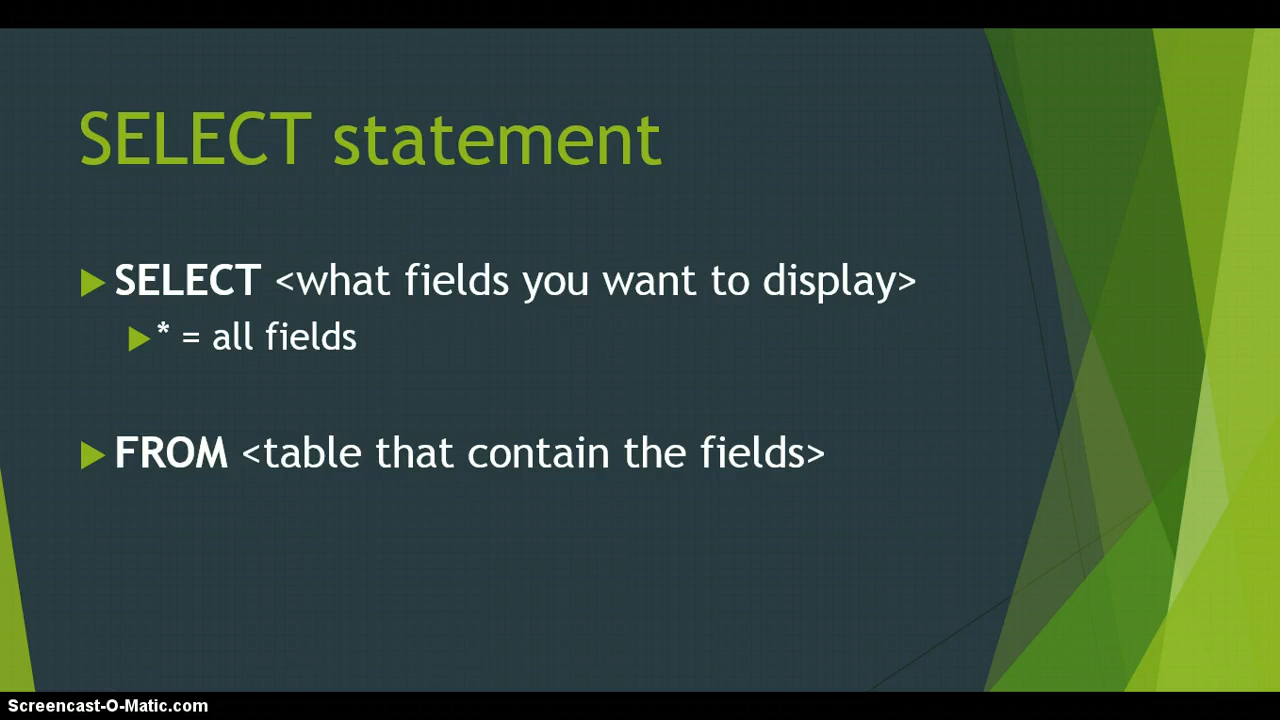 SELECT statement
SELECT <what fields you want to display>
* = all fields
FROM <table that contain the fields>
Screencast-O-Matic.com